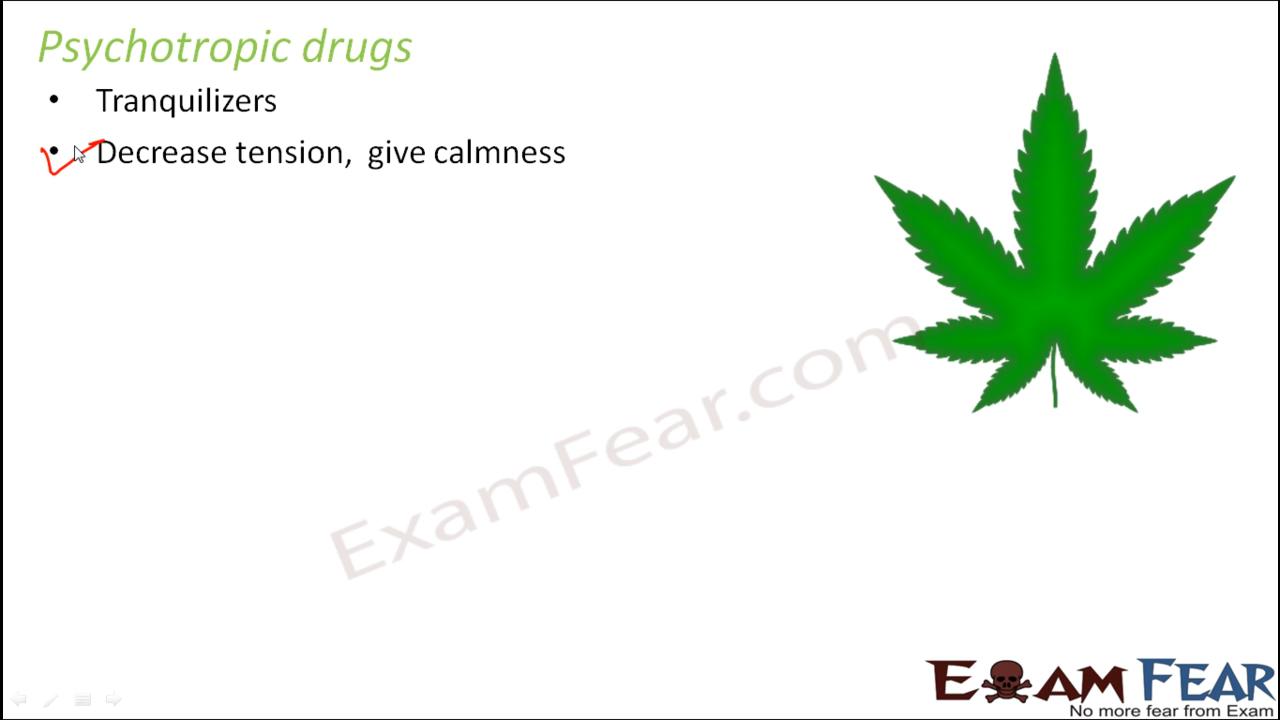 Psychotropic drugs
• Tranquilizers
• Decrease tension, give calmness
ExamFear.com
EXAM FEAR
No more fear from Exam